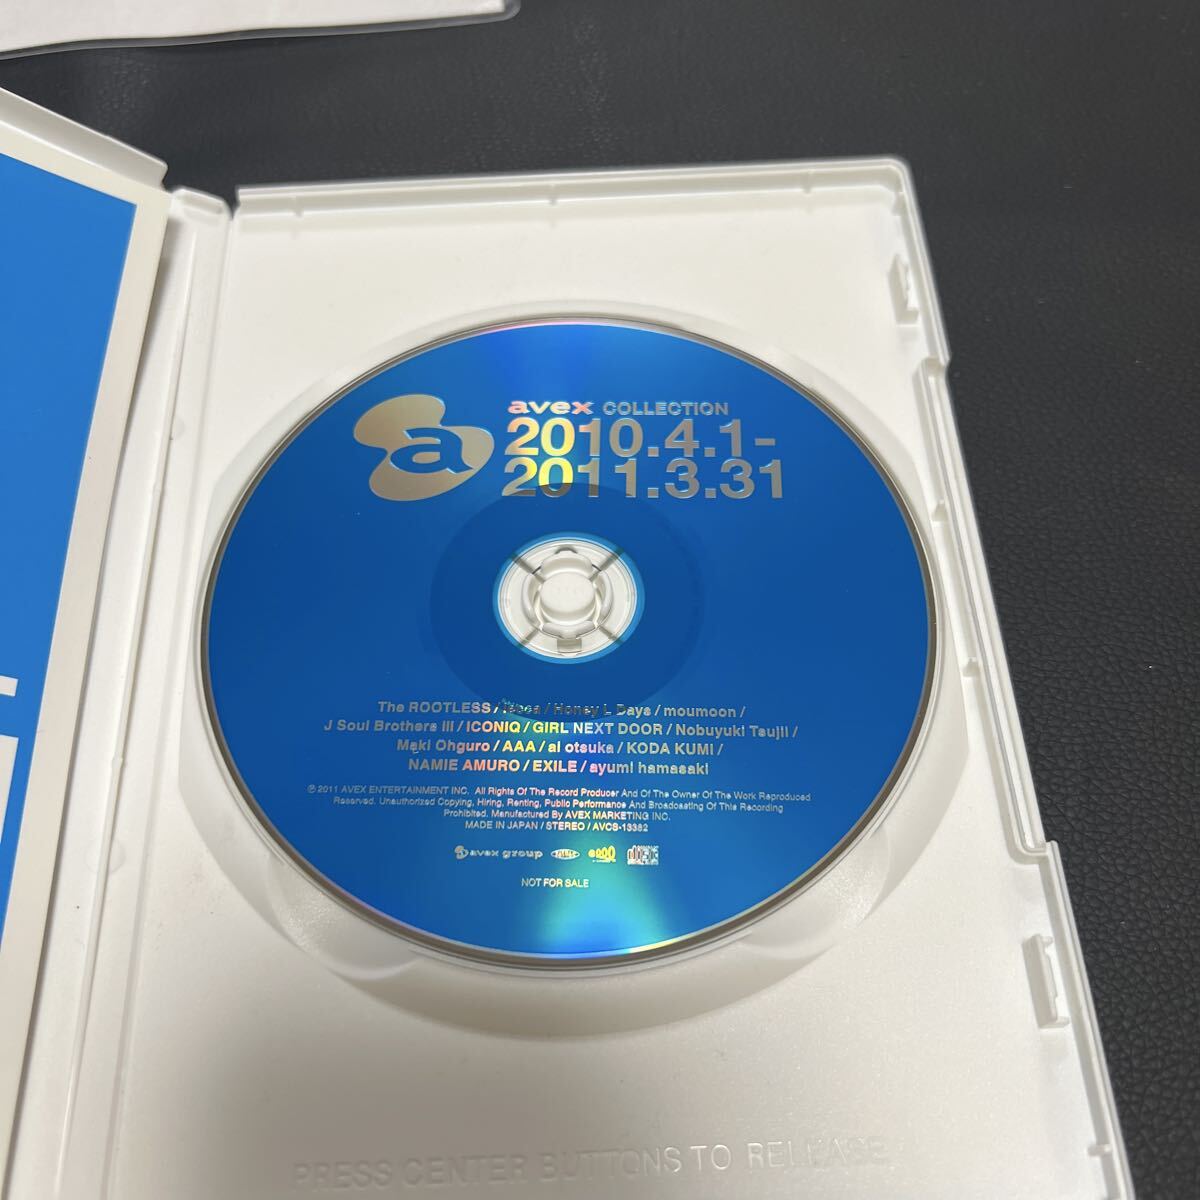 a
avex COLLECTION
2010.4.1-
2011.3.31
The ROOTLESS / lecca / Honey L Days / moumoon /
J Soul Brothers III / ICONIQ / GIRL NEXT DOOR / Nobuyuki Tsujii /
Maki Ohguro / AAA / ai otsuka / KODA KUMI /
NAMIE AMURO / EXILE / ayumi hamasaki
℗ 2011 AVEX ENTERTAINMENT INC. All Rights Of The Record Producer And Of The Owner Of The Work Reproduced
Reserved. Unauthorized Copying, Hiring, Renting, Public Performance And Broadcasting Of This Recording
Prohibited. Manufactured By AVEX MARKETING INC.
MADE IN JAPAN / STEREO / AVCS-13382
avex group
NOT FOR SALE
PRESS CENTER BUTTONS TO RELEASE